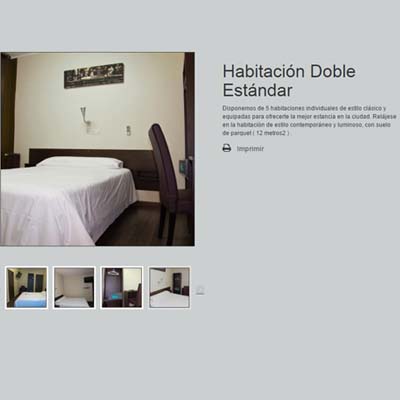 Habitación Doble
Estándar
Disponemos de 5 habitaciones individuales de estilo clásico y
equipadas para ofrecerle la mejor estancia en la ciudad. Relájese
en la habitación de estilo contemporáneo y luminoso, con suelo
de parquet ( 12 metros2 ) .
Imprimir